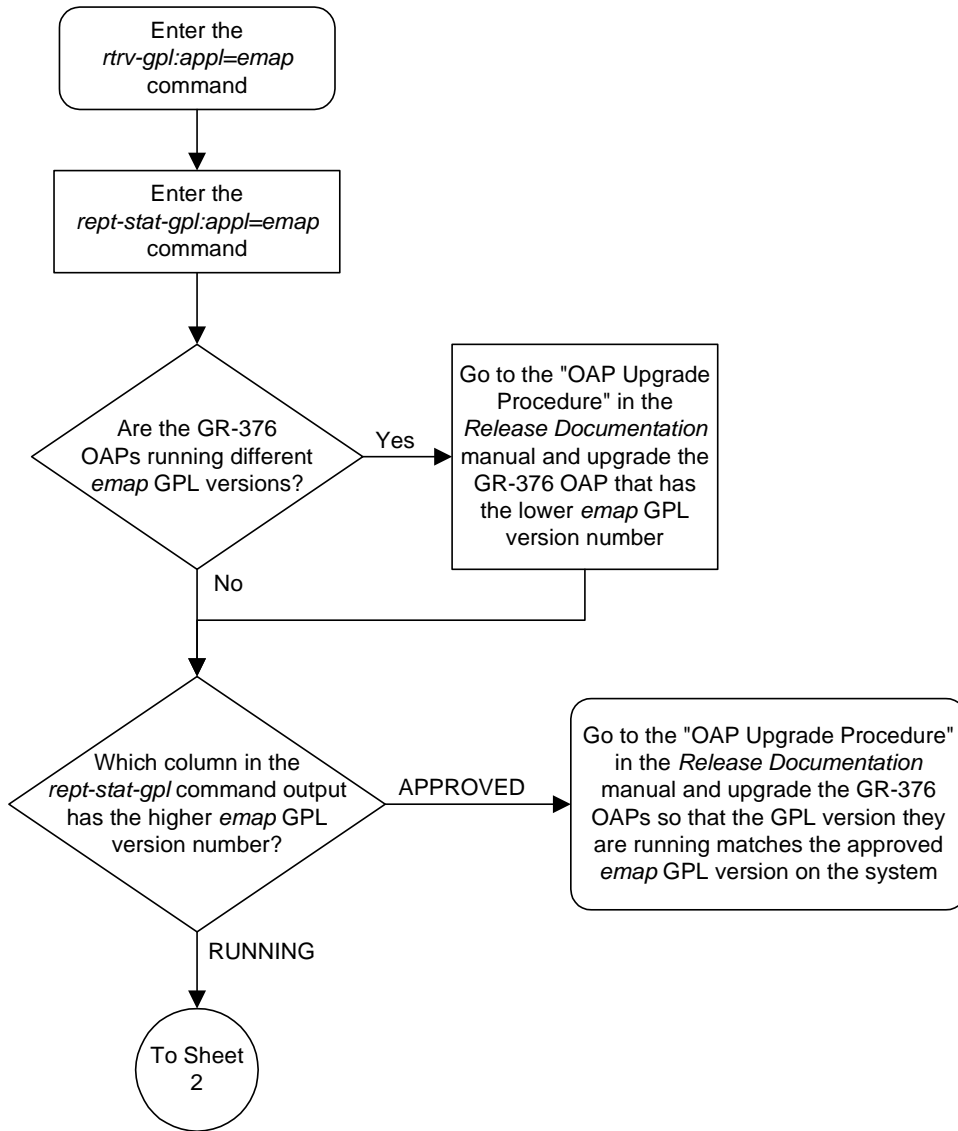 Enter the
rtrv-gpl:appl=emap
command
Enter the
rept-stat-gpl:appl=emap
command
Are the GR-376
OAPs running different
emap GPL versions?
Yes
Go to the "OAP Upgrade
Procedure" in the
Release Documentation
manual and upgrade the
GR-376 OAP that has
the lower emap GPL
version number
No
Which column in the
rept-stat-gpl command output
has the higher emap GPL
version number?
APPROVED
Go to the "OAP Upgrade Procedure"
in the Release Documentation
manual and upgrade the GR-376
OAPs so that the GPL version they
are running matches the approved
emap GPL version on the system
RUNNING
To Sheet
2